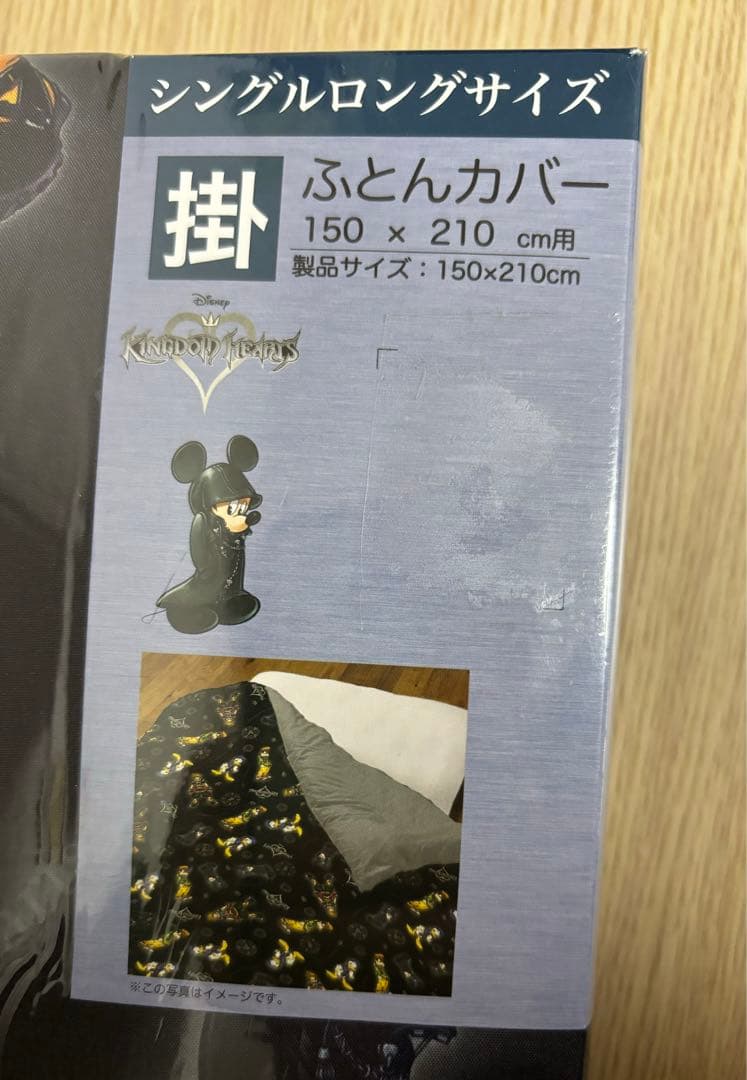 シングルロングサイズ
掛
ふとんカバー
150 × 210 cm用
製品サイズ：150×210cm
Disney
KINGDOM HEARTS
※この写真はイメージです。